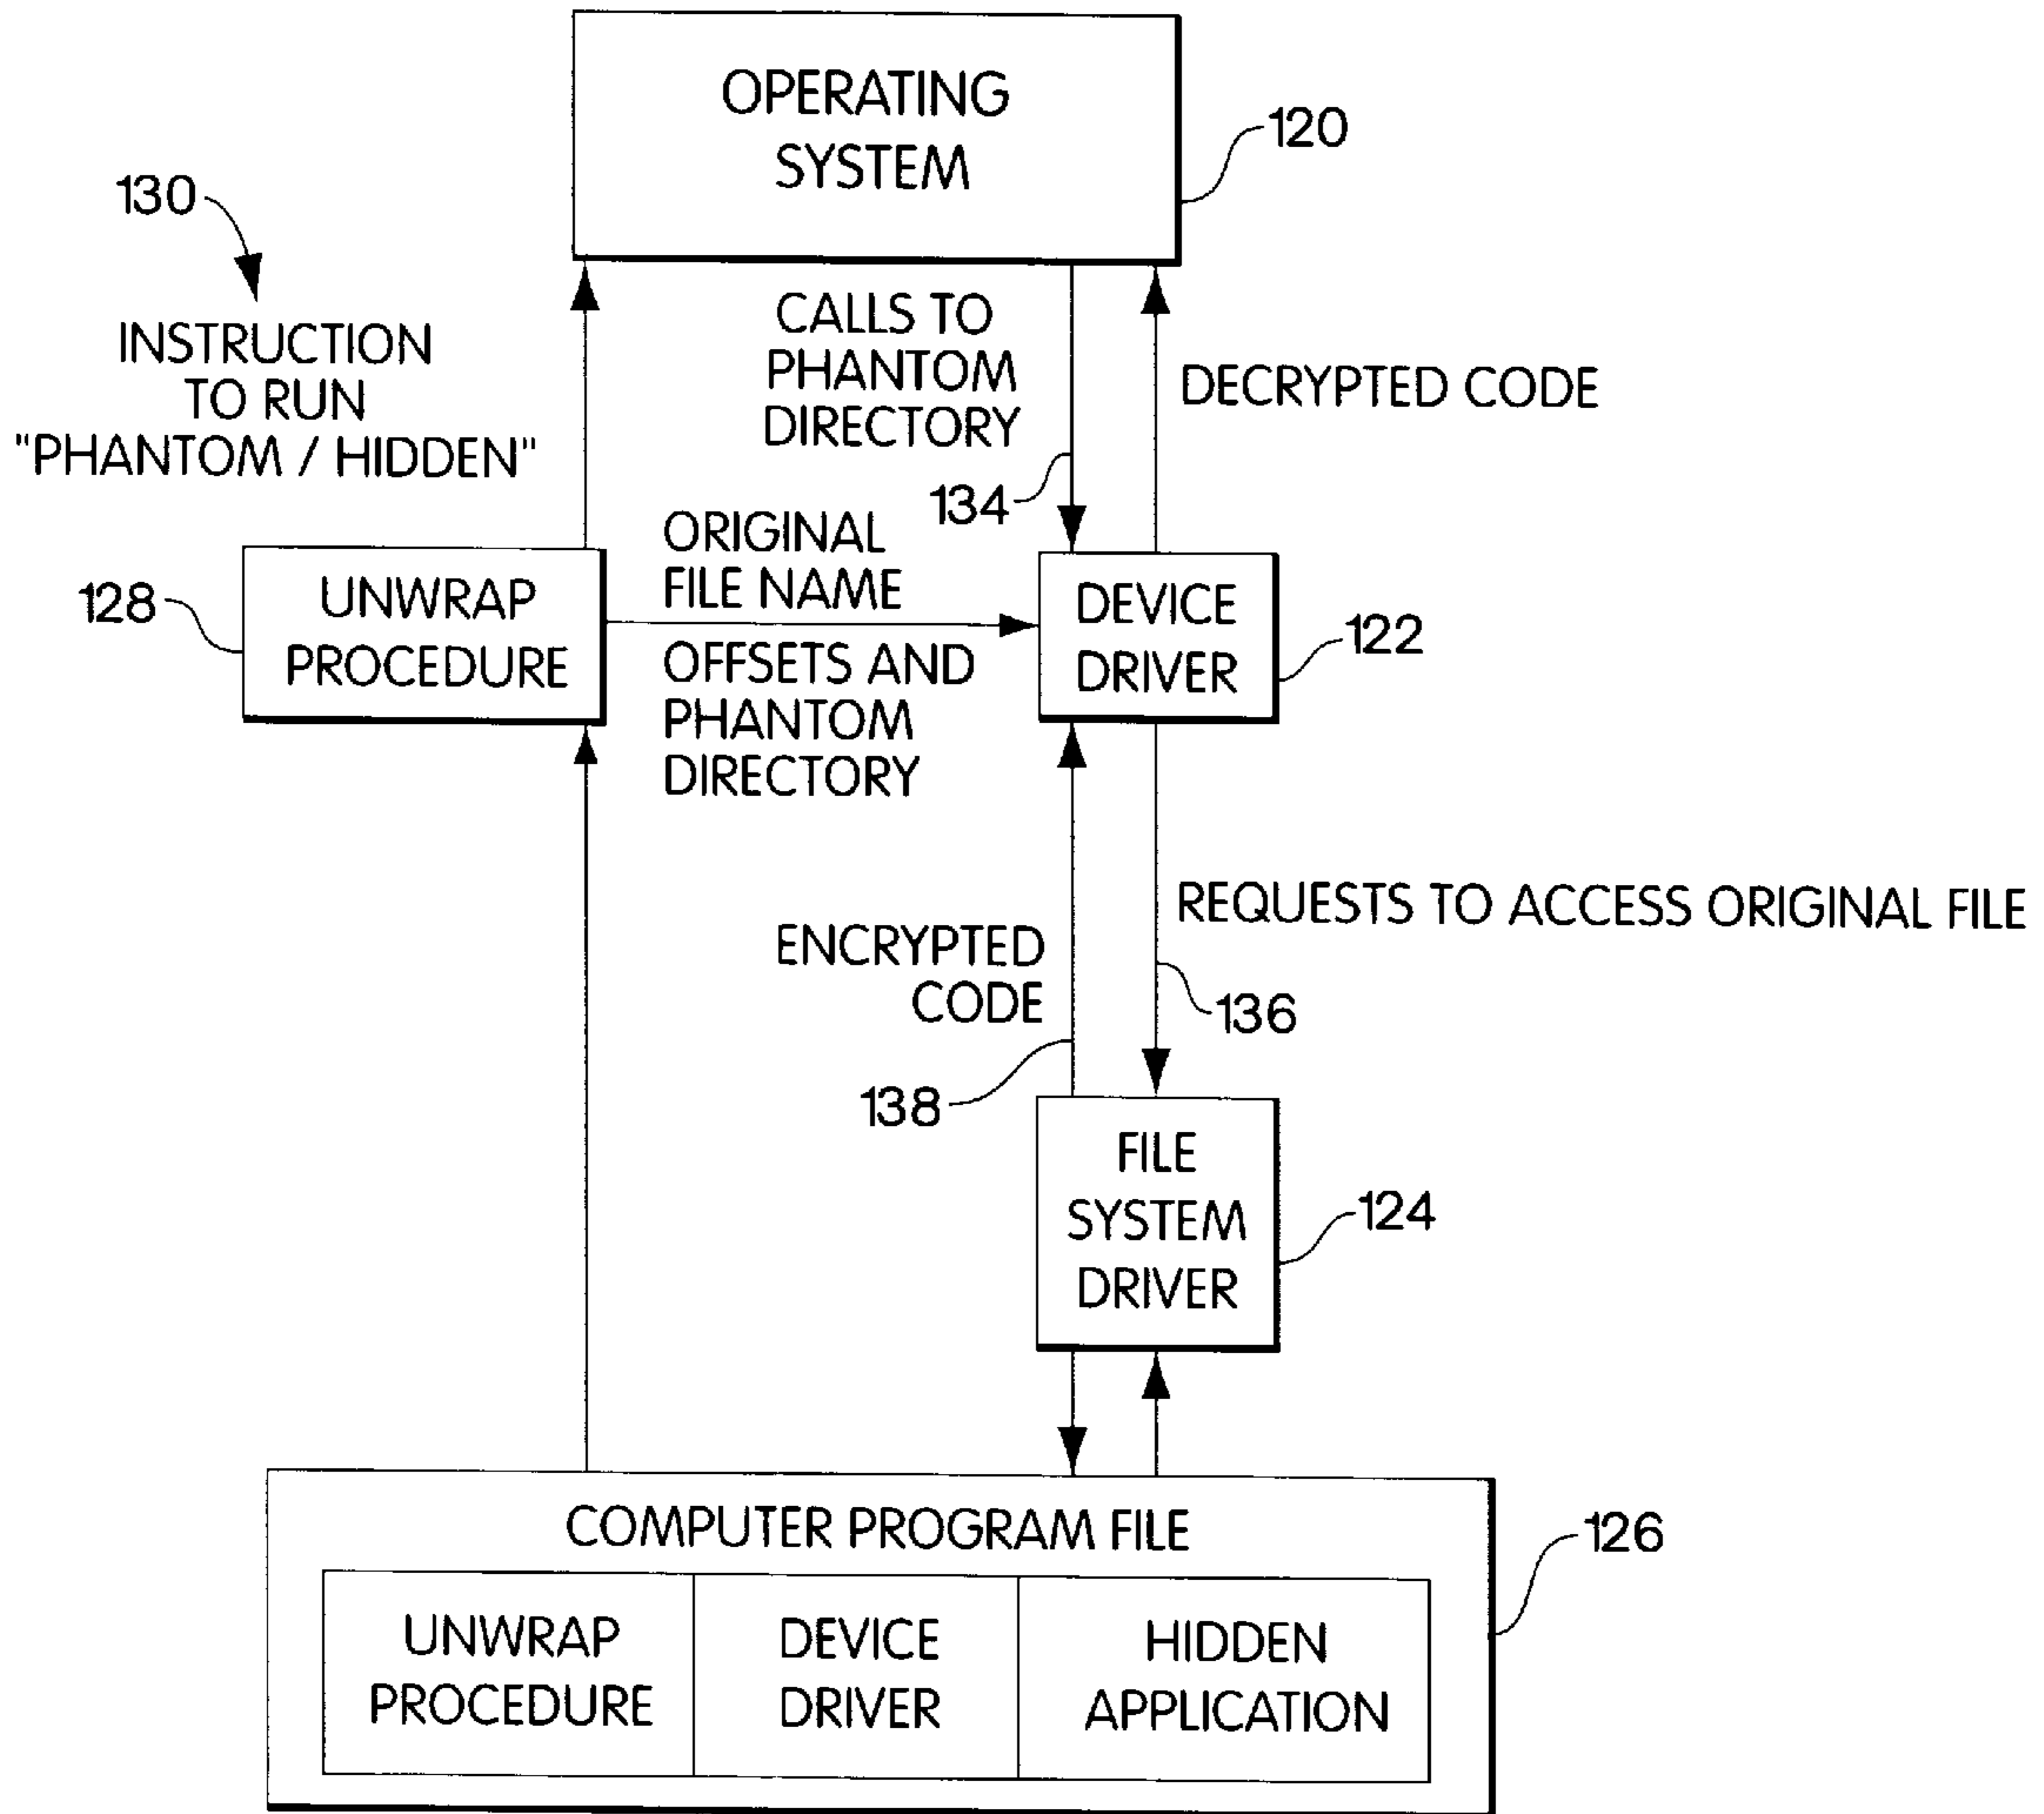 OPERATING
SYSTEM
120
130
INSTRUCTION
TO RUN
"PHANTOM / HIDDEN"
CALLS TO
PHANTOM
DIRECTORY
134
DECRYPTED CODE
128
UNWRAP
PROCEDURE
ORIGINAL
FILE NAME
OFFSETS AND
PHANTOM
DIRECTORY
DEVICE
DRIVER
122
ENCRYPTED
CODE
138
REQUESTS TO ACCESS ORIGINAL FILE
136
FILE
SYSTEM
DRIVER
124
COMPUTER PROGRAM FILE
126
UNWRAP
PROCEDURE
DEVICE
DRIVER
HIDDEN
APPLICATION